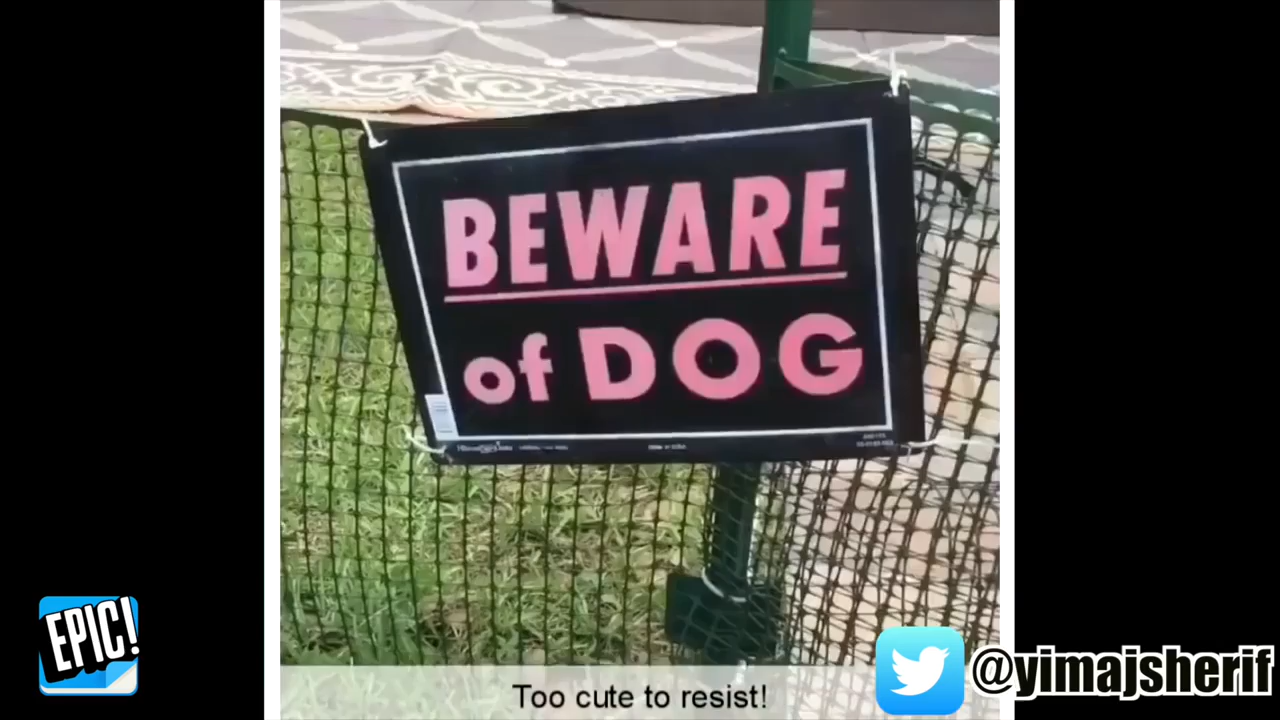 BEWARE
of DOG
EPIC!
@yimajsherif
Too cute to resist!